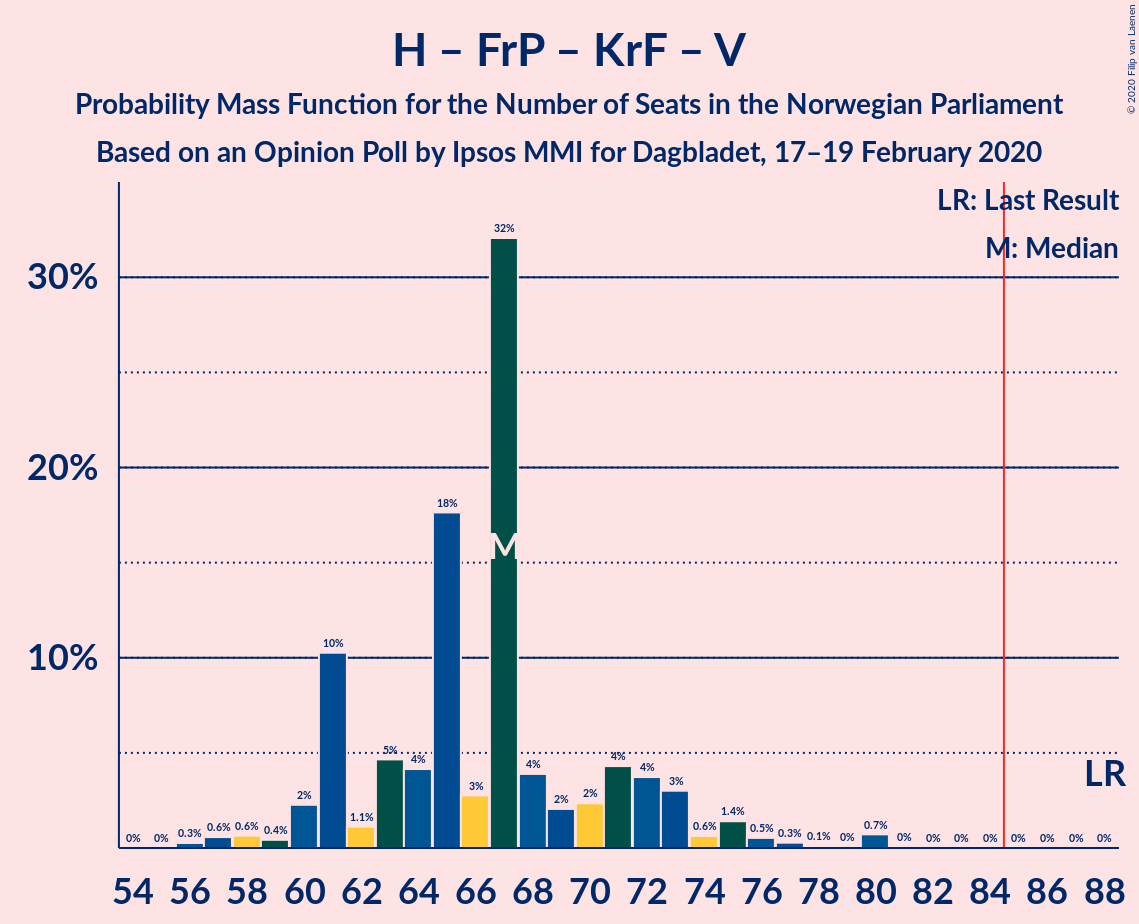 H – FrP – KrF – V
Probability Mass Function for the Number of Seats in the Norwegian Parliament
Based on an Opinion Poll by Ipsos MMI for Dagbladet, 17–19 February 2020
© 2020 Filip van Laenen
LR: Last Result
M: Median
30%
20%
10%
0% 0% 0.3% 0.6% 0.6% 0.4% 2% 10% 1.1% 5% 4% 18% 3% 32% 4% 2% 2% 4% 4% 3% 0.6% 1.4% 0.5% 0.3% 0.1% 0% 0.7% 0% 0% 0% 0% 0% 0% 0% 0%
M
LR
54 56 58 60 62 64 66 68 70 72 74 76 78 80 82 84 86 88